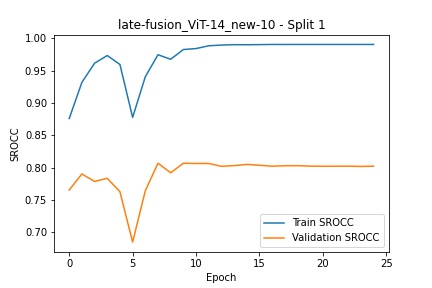 late-fusion_ViT-14_new-10 - Split 1
1.00
0.95
0.90
0.85
0.80
0.75
0.70
SROCC
0
5
10
15
20
25
Epoch
Train SROCC
Validation SROCC